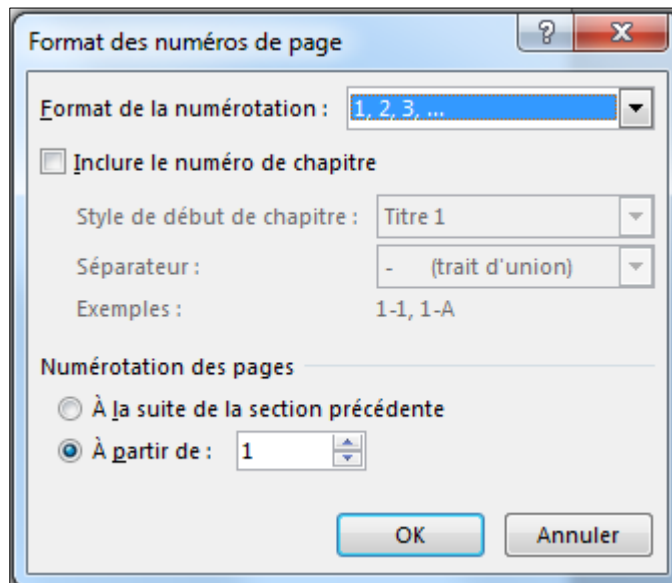 Format des numéros de page
Format de la numérotation : 1, 2, 3, ...
Inclure le numéro de chapitre
Style de début de chapitre : Titre 1
Séparateur : - (trait d'union)
Exemples : 1-1, 1-A
Numérotation des pages
À la suite de la section précédente
À partir de : 1
OK Annuler